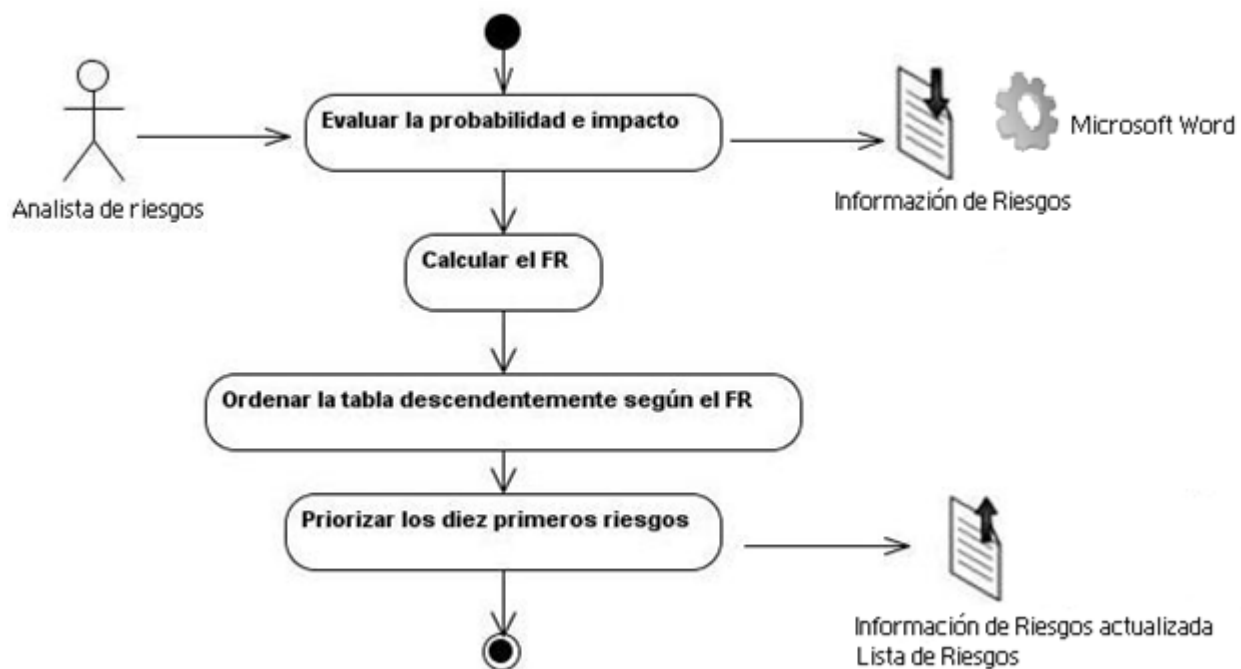 Evaluar la probabilidad e impacto
Microsoft Word
Analista de riesgos
Informazión de Riesgos
Calcular el FR
Ordenar la tabla descendentemente según el FR
Priorizar los diez primeros riesgos
Información de Riesgos actualizada
Lista de Riesgos